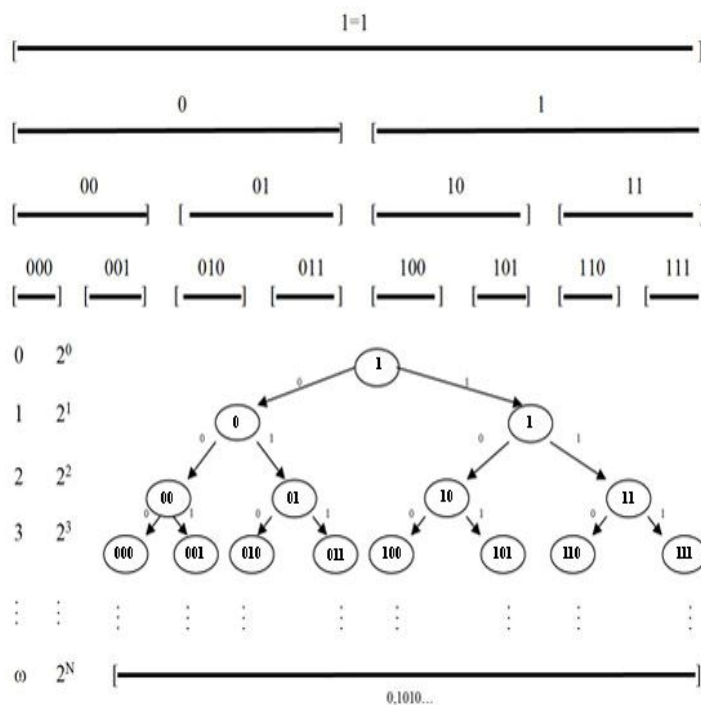 1=1
[ ]
0 1
[ ] [ ]
00 01 10 11
[ ] [ ] [ ] [ ]
000 001 010 011 100 101 110 111
[ ] [ ] [ ] [ ] [ ] [ ] [ ] [ ]
0 2⁰ 1
0 1
1 2¹ 0 1
0 1 0 1
2 2² 00 01 10 11
0 1 0 1 0 1 0 1
3 2³ 000 001 010 011 100 101 110 111
⋮ ⋮ ⋮ ⋮ ⋮ ⋮ ⋮ ⋮ ⋮
ω 2ᴺ [ ]
0,1010...